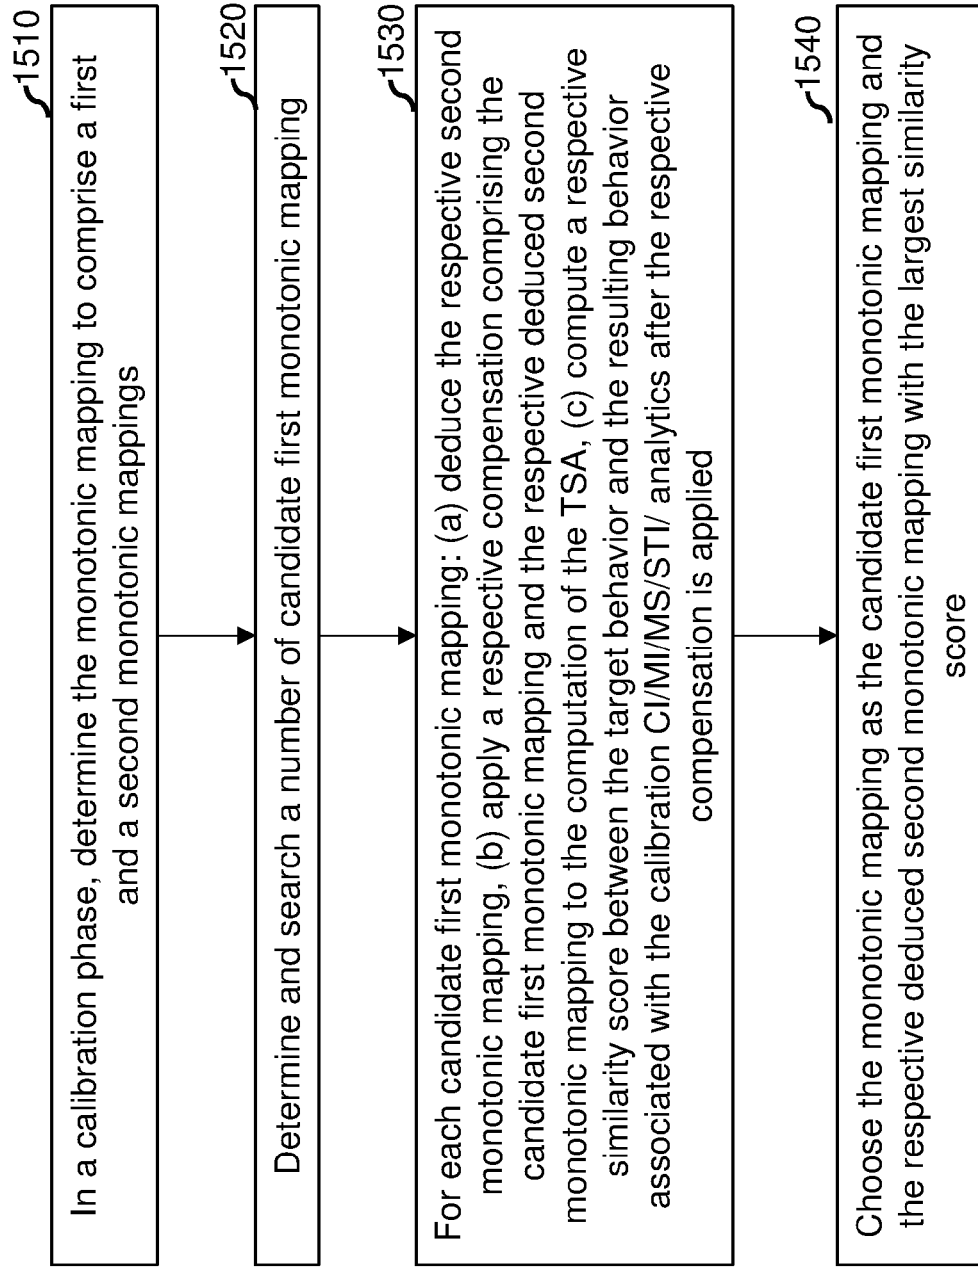 1510
In a calibration phase, determine the monotonic mapping to comprise a first
and a second monotonic mappings
1520
Determine and search a number of candidate first monotonic mapping
1530
For each candidate first monotonic mapping: (a) deduce the respective second
monotonic mapping, (b) apply a respective compensation comprising the
candidate first monotonic mapping and the respective deduced second
monotonic mapping to the computation of the TSA, (c) compute a respective
similarity score between the target behavior and the resulting behavior
associated with the calibration CI/MI/MS/STI/ analytics after the respective
compensation is applied
1540
Choose the monotonic mapping as the candidate first monotonic mapping and
the respective deduced second monotonic mapping with the largest similarity
score